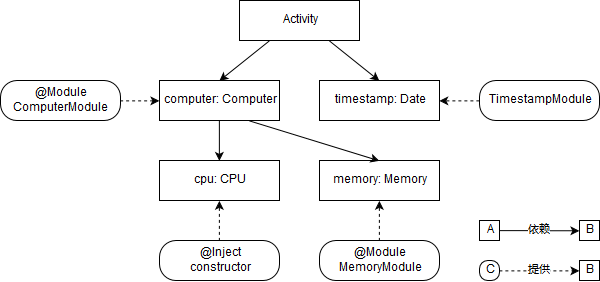 Activity
@Module
ComputerModule
computer: Computer
timestamp: Date
TimestampModule
cpu: CPU
memory: Memory
@Inject
constructor
@Module
MemoryModule
A 依赖 B
C 提供 B